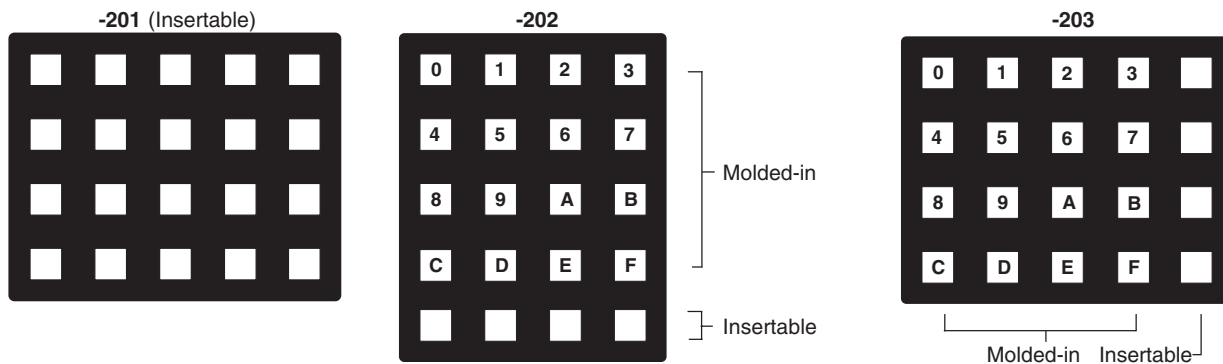 -201 (Insertable)
-202
0 1 2 3
4 5 6 7
8 9 A B
C D E F
Molded-in
Insertable
-203
0 1 2 3
4 5 6 7
8 9 A B
C D E F
Molded-in Insertable